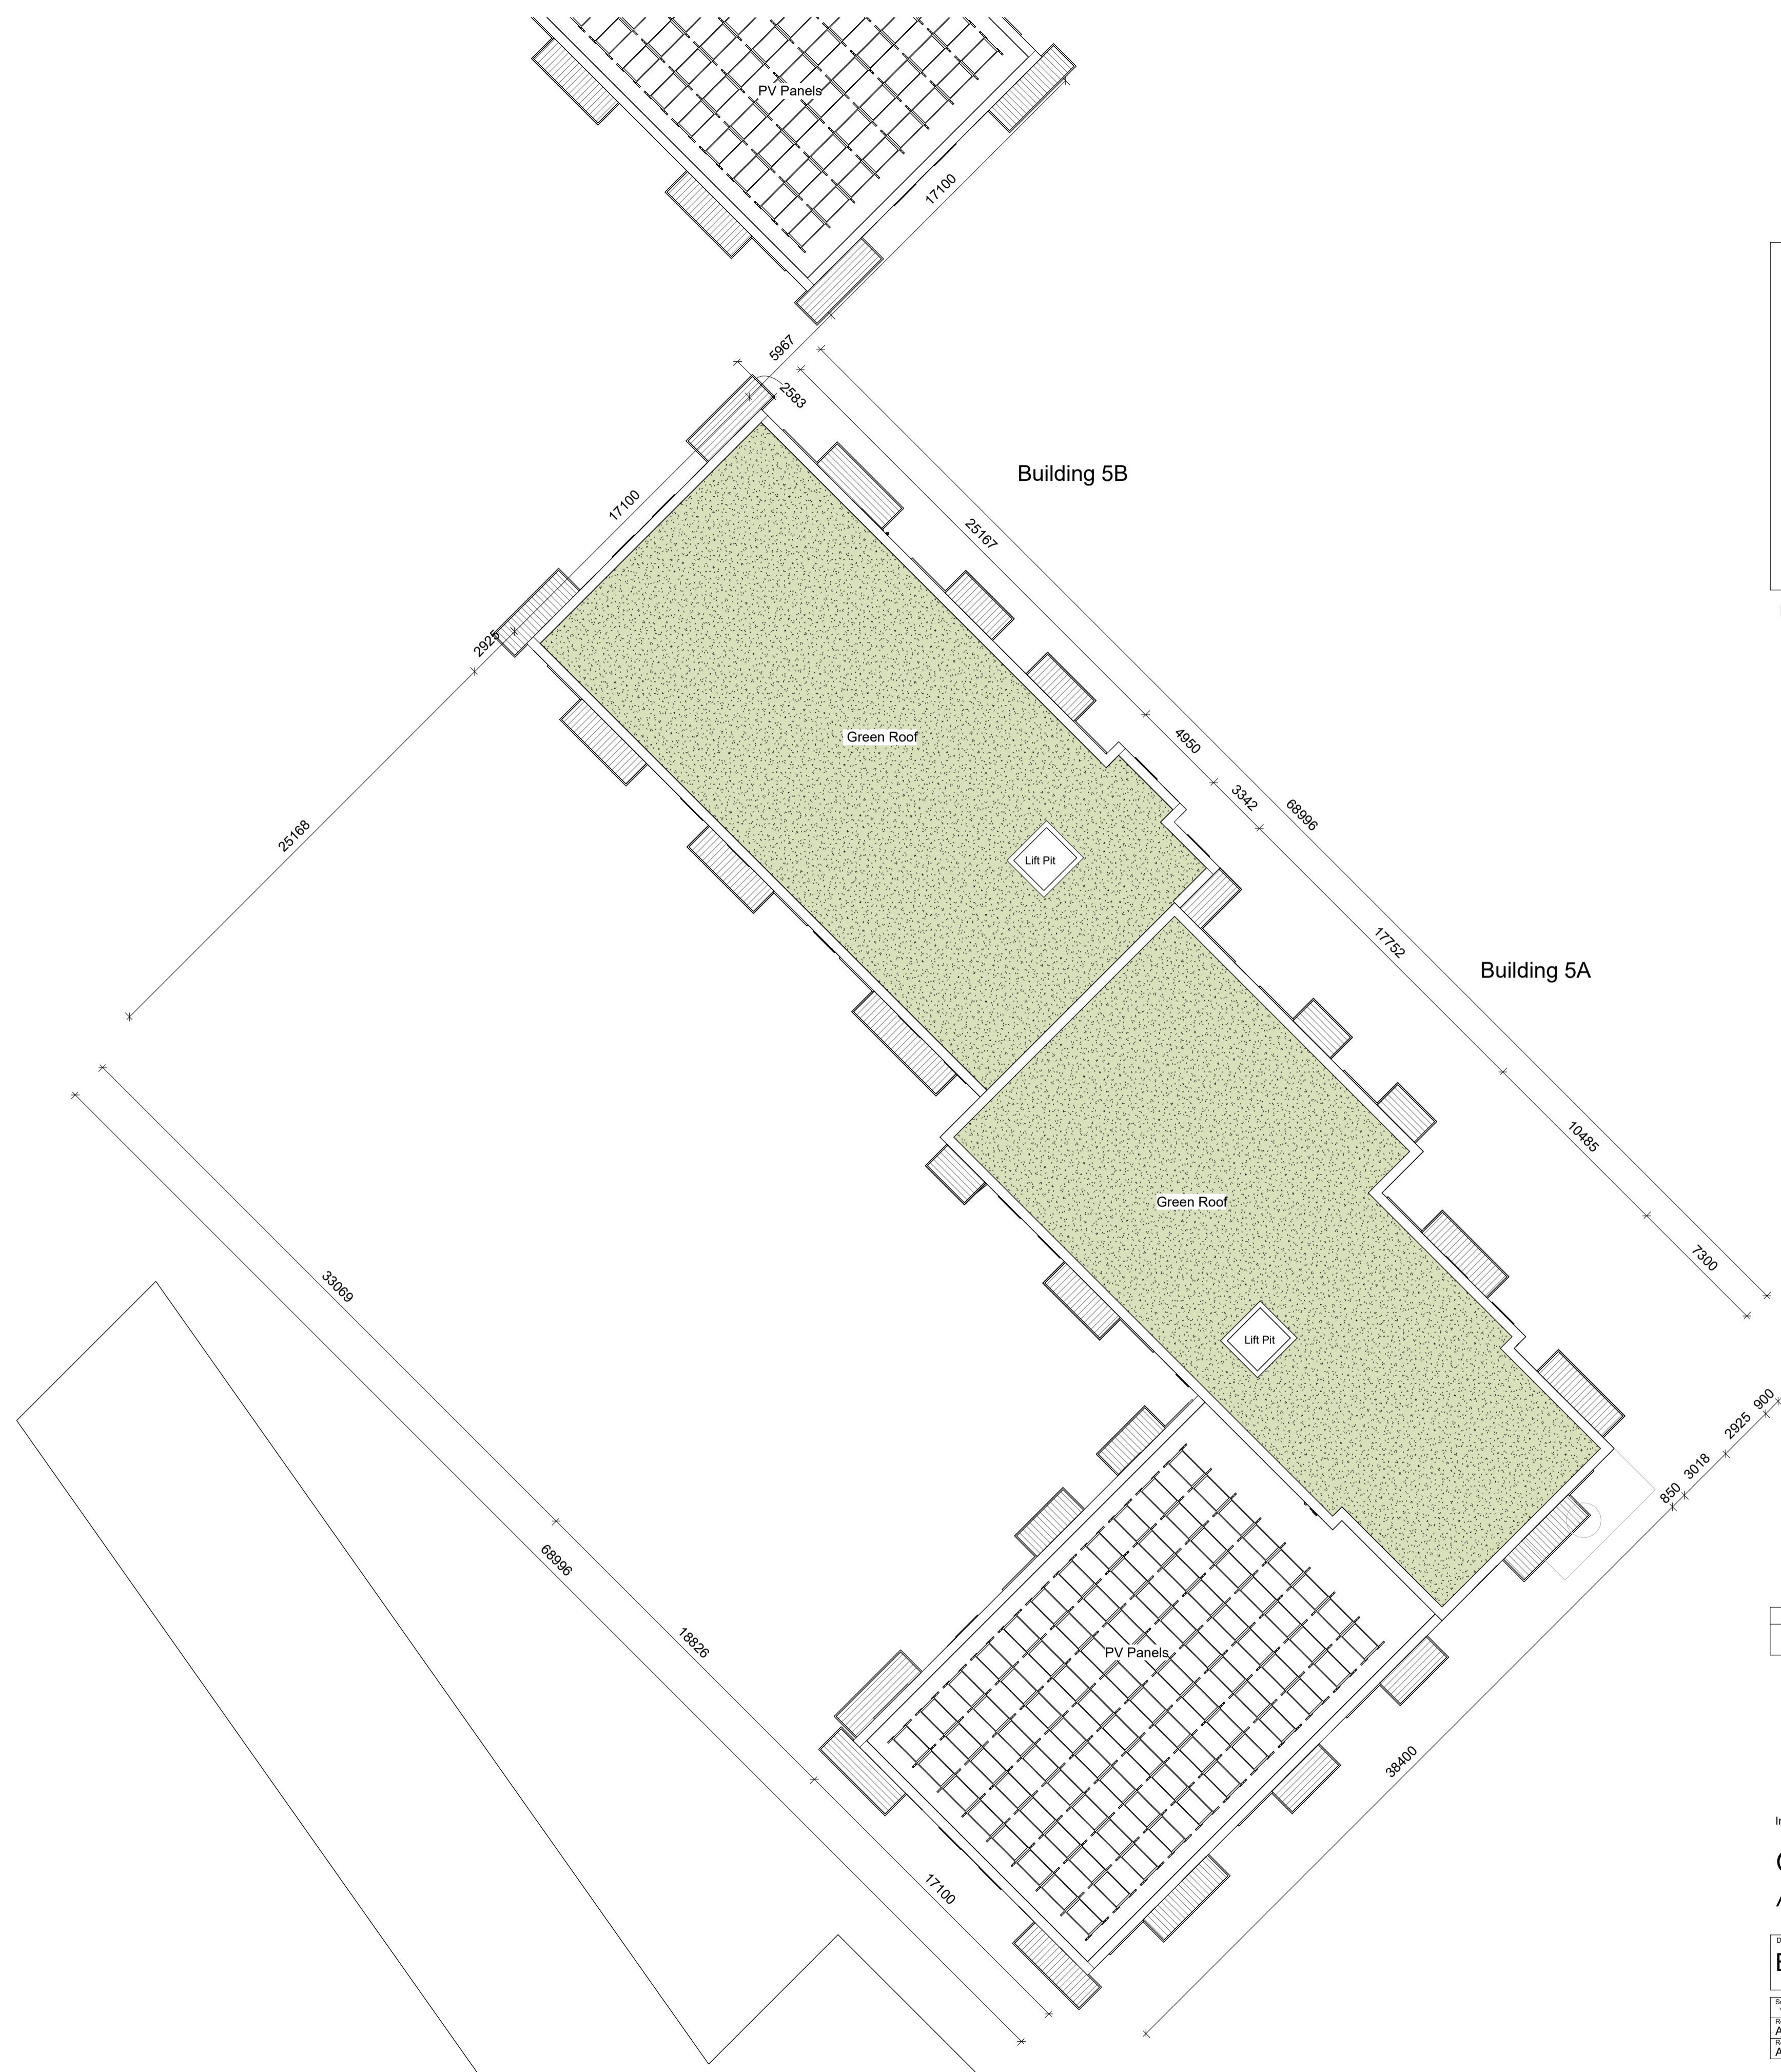 PV Panels
17100
5967
2583
Building 5B
25167
17100
2925
Green Roof
4950
3342
68996
25168
Lift Pit
17752
Building 5A
10485
Green Roof
7300
33069
Lift Pit
900
2925
3018
850
68996
18826
PV Panels
38400
17100